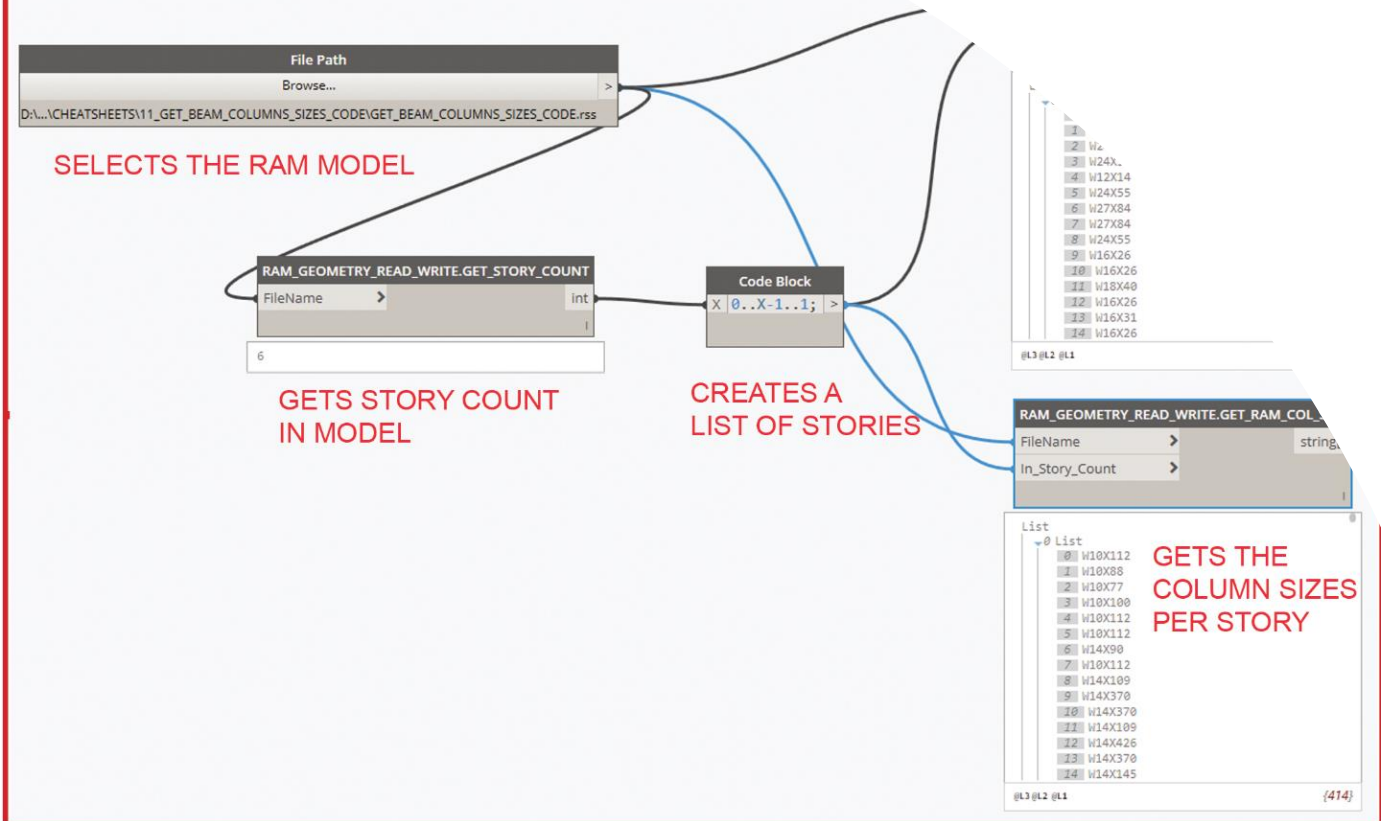 File Path
Browse...
>
D:\...\CHEATSHEETS\11_GET_BEAM_COLUMNS_SIZES_CODE\GET_BEAM_COLUMNS_SIZES_CODE.rss
SELECTS THE RAM MODEL
RAM_GEOMETRY_READ_WRITE.GET_STORY_COUNT
FileName > int
6
GETS STORY COUNT
IN MODEL
Code Block
X 0..X-1..1; >
CREATES A
LIST OF STORIES
1
2
3
4 W12X14
5 W24X55
6 W27X84
7 W27X84
8 W24X55
9 W16X26
10 W16X26
11 W18X40
12 W16X26
13 W16X31
14 W16X26
@L3 @L2 @L1
RAM_GEOMETRY_READ_WRITE.GET_RAM_COL_
FileName >
In_Story_Count >
List
0 List
0 W10X112
1 W10X88
2 W10X77
3 W10X100
4 W10X112
5 W10X112
6 W14X90
7 W10X112
8 W14X109
9 W14X370
10 W14X370
11 W14X109
12 W14X426
13 W14X370
14 W14X145
@L3 @L2 @L1 {414}
GETS THE
COLUMN SIZES
PER STORY